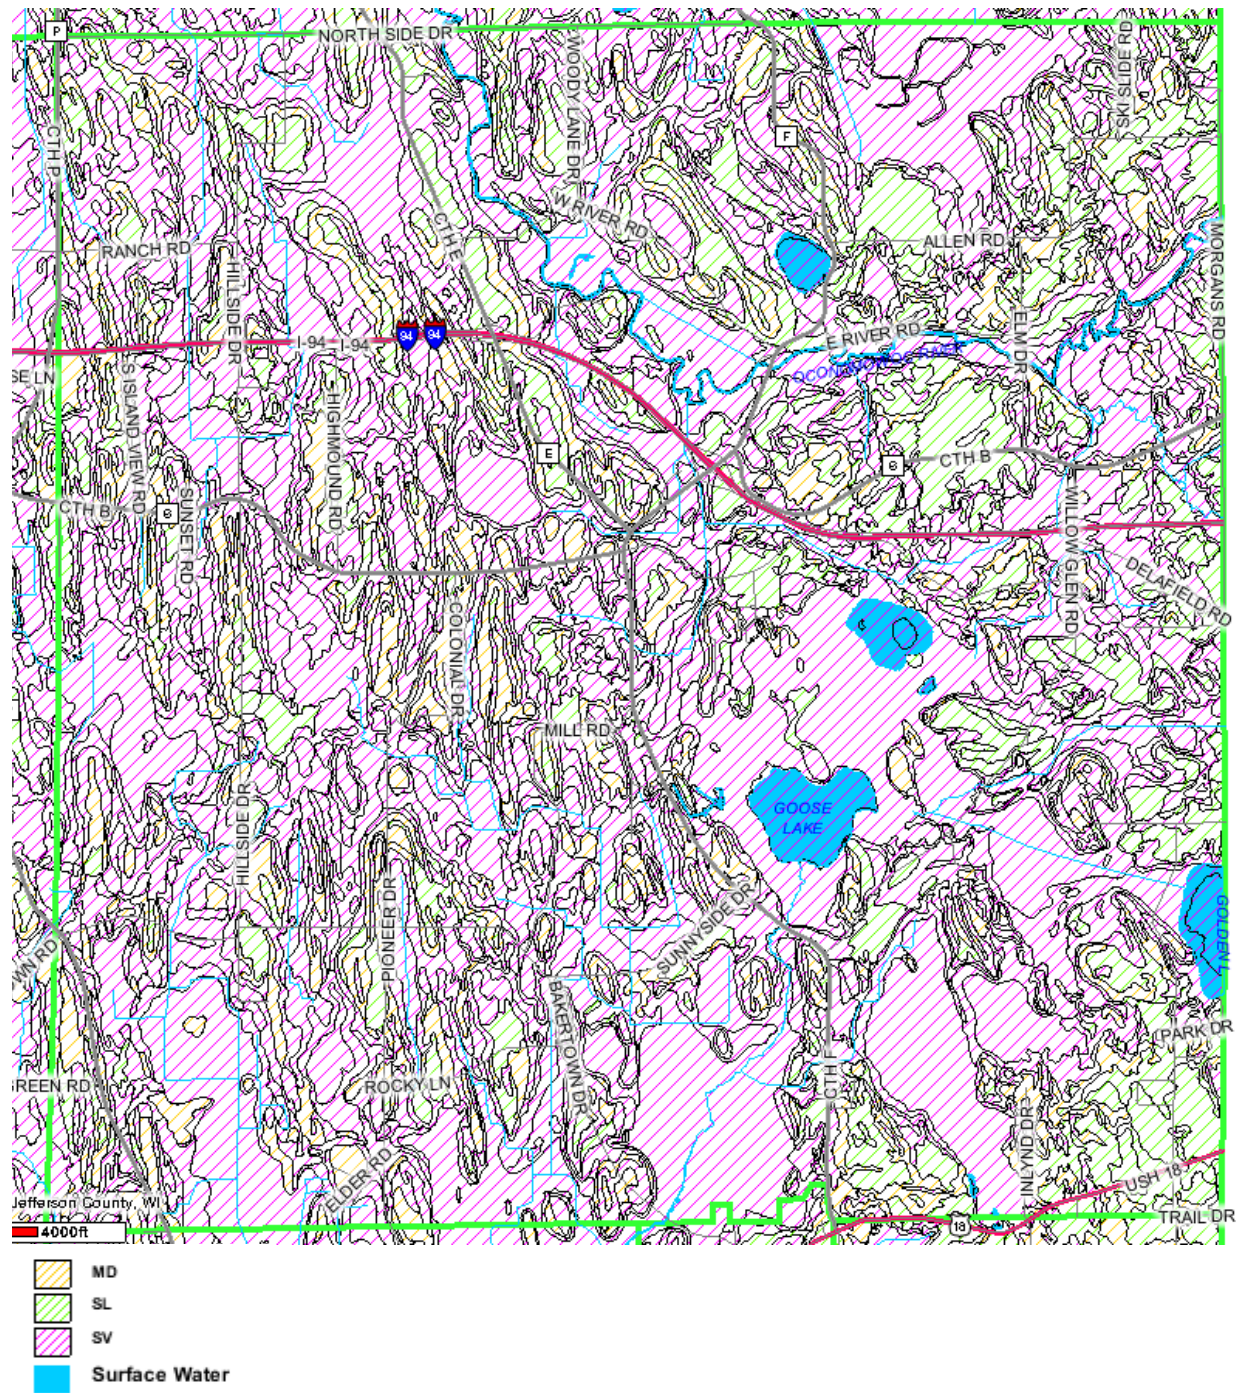 P
NORTH SIDE DR
WOODY LANE DR
SKI SLIDE RD
F
CTH P
W RIVER RD
CTH E
RANCH RD
ALLEN RD
MORGANS RD
HILLSIDE DR
94
94
I-94
I-94
E RIVER RD
ELM DR
SE LN
S ISLAND VIEW RD
HIGHMOUND RD
E
B
CTH B
CTH B
B
SUNSET RD
WILLOW GLEN RD
DELAFIELD RD
COLONIAL DR
MILL RD
HILLSIDE DR
GOOSE
LAKE
PIONEER DR
SUNNYSIDE DR
GOLDEN L
WN RD
BAKERTOWN DR
PARK DR
GREEN RD
ROCKY LN
CTH F
INLYND DR
ELDER RD
USH 18
Jefferson County, WI
TRAIL DR
18
4000ft
MD
SL
SV
Surface Water